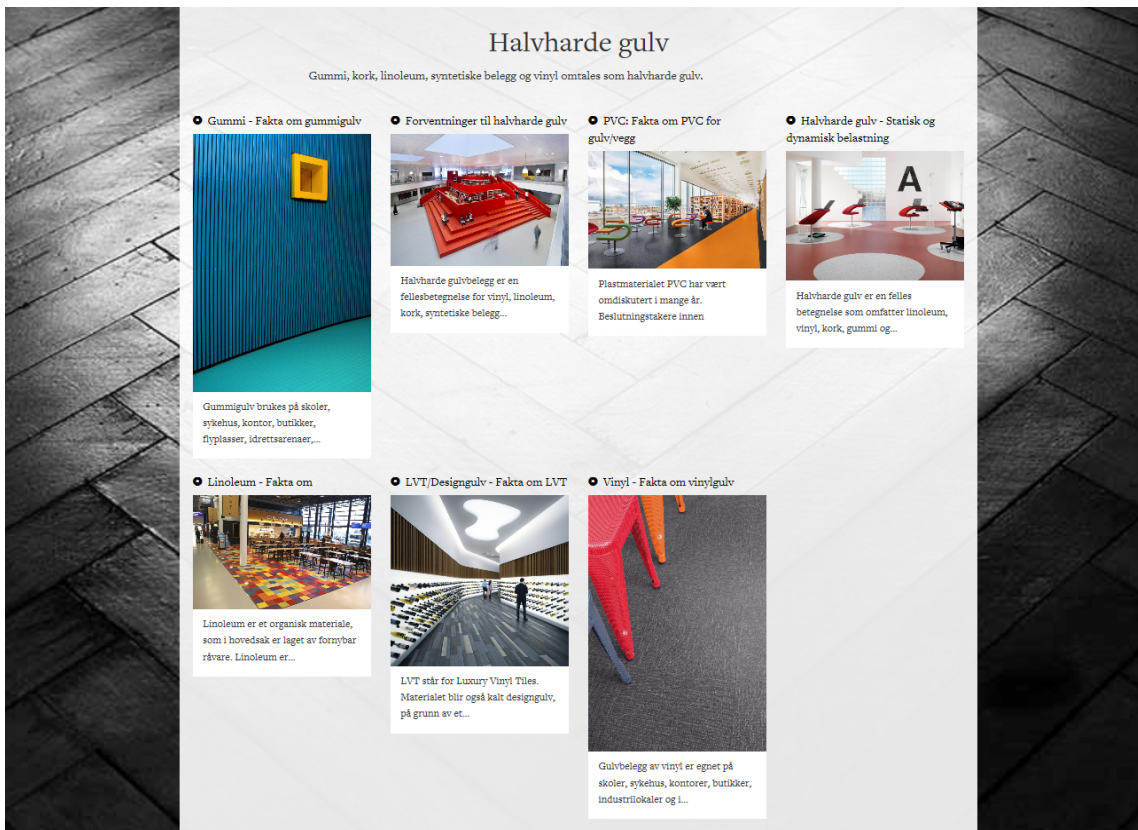 Halvharde gulv
Gummi, kork, linoleum, syntetiske belegg og vinyl omtales som halvharde gulv.
Gummi - Fakta om gummigulv
Gummigulv brukes på skoler,
sykehus, kontor, butikker,
flyplasser, idrettsarenaer,...
Forventninger til halvharde gulv
Halvharde gulvbelegg er en
fellesbetegnelse for vinyl, linoleum,
kork, syntetiske belegg...
PVC: Fakta om PVC for
gulv/vegg
Plastmaterialet PVC har vært
omdiskutert i mange år.
Beslutningstakere innen
Halvharde gulv - Statisk og
dynamisk belastning
A
Halvharde gulv er en felles
betegnelse som omfatter linoleum,
vinyl, kork, gummi og...
Linoleum - Fakta om
Linoleum er et organisk materiale,
som i hovedsak er laget av fornybar
råvare. Linoleum er...
LVT/Designgulv - Fakta om LVT
LVT står for Luxury Vinyl Tiles.
Materialet blir også kalt designgulv,
på grunn av et...
Vinyl - Fakta om vinylgulv
Gulvbelegg av vinyl er egnet på
skoler, sykehus, kontorer, butikker,
industrilokaler og i...